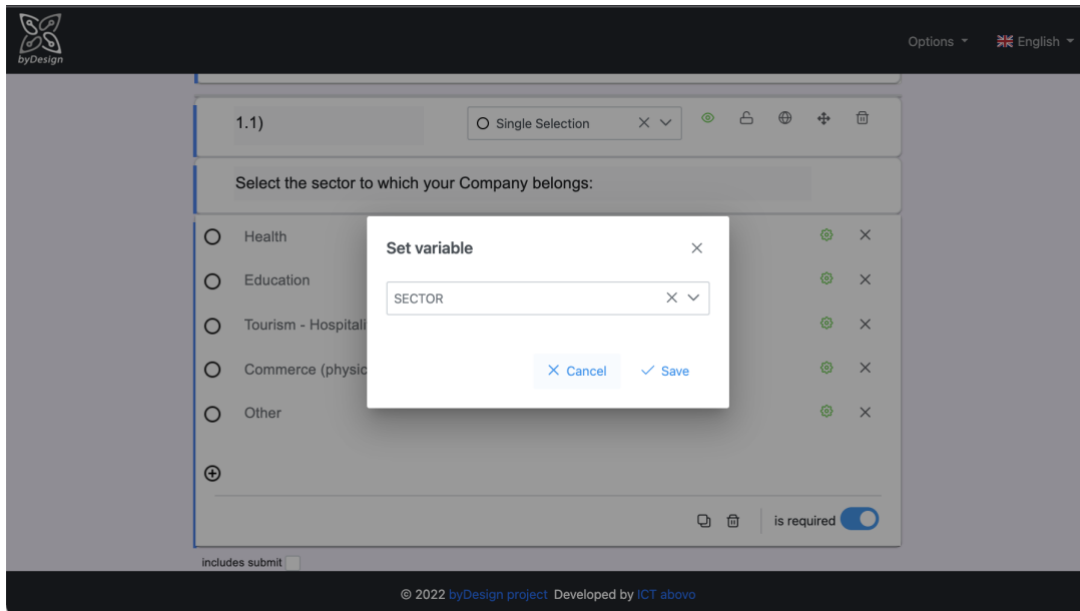 byDesign
Options
English
1.1)
Single Selection
Select the sector to which your Company belongs:
Health
Set variable
Education
SECTOR
Tourism - Hospitali
Commerce (physic
Cancel
Save
Other
is required
includes submit
© 2022 byDesign project Developed by ICT abovo